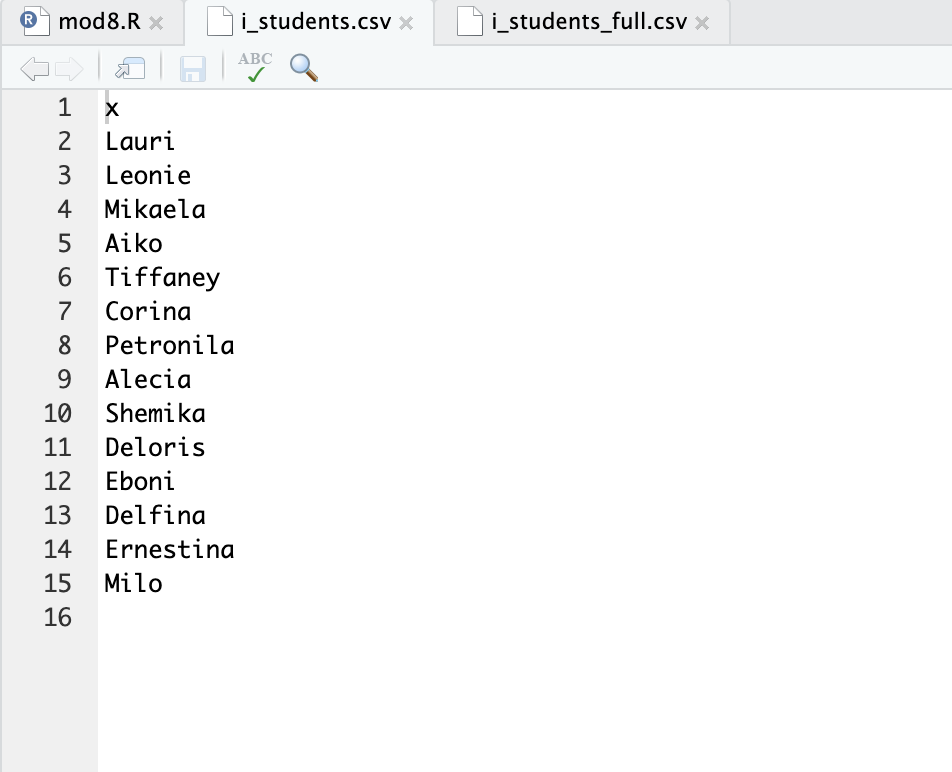 mod8.R i_students.csv i_students_full.csv
ABC
1 x
2 Lauri
3 Leonie
4 Mikaela
5 Aiko
6 Tiffaney
7 Corina
8 Petronila
9 Alecia
10 Shemika
11 Deloris
12 Eboni
13 Delfina
14 Ernestina
15 Milo
16